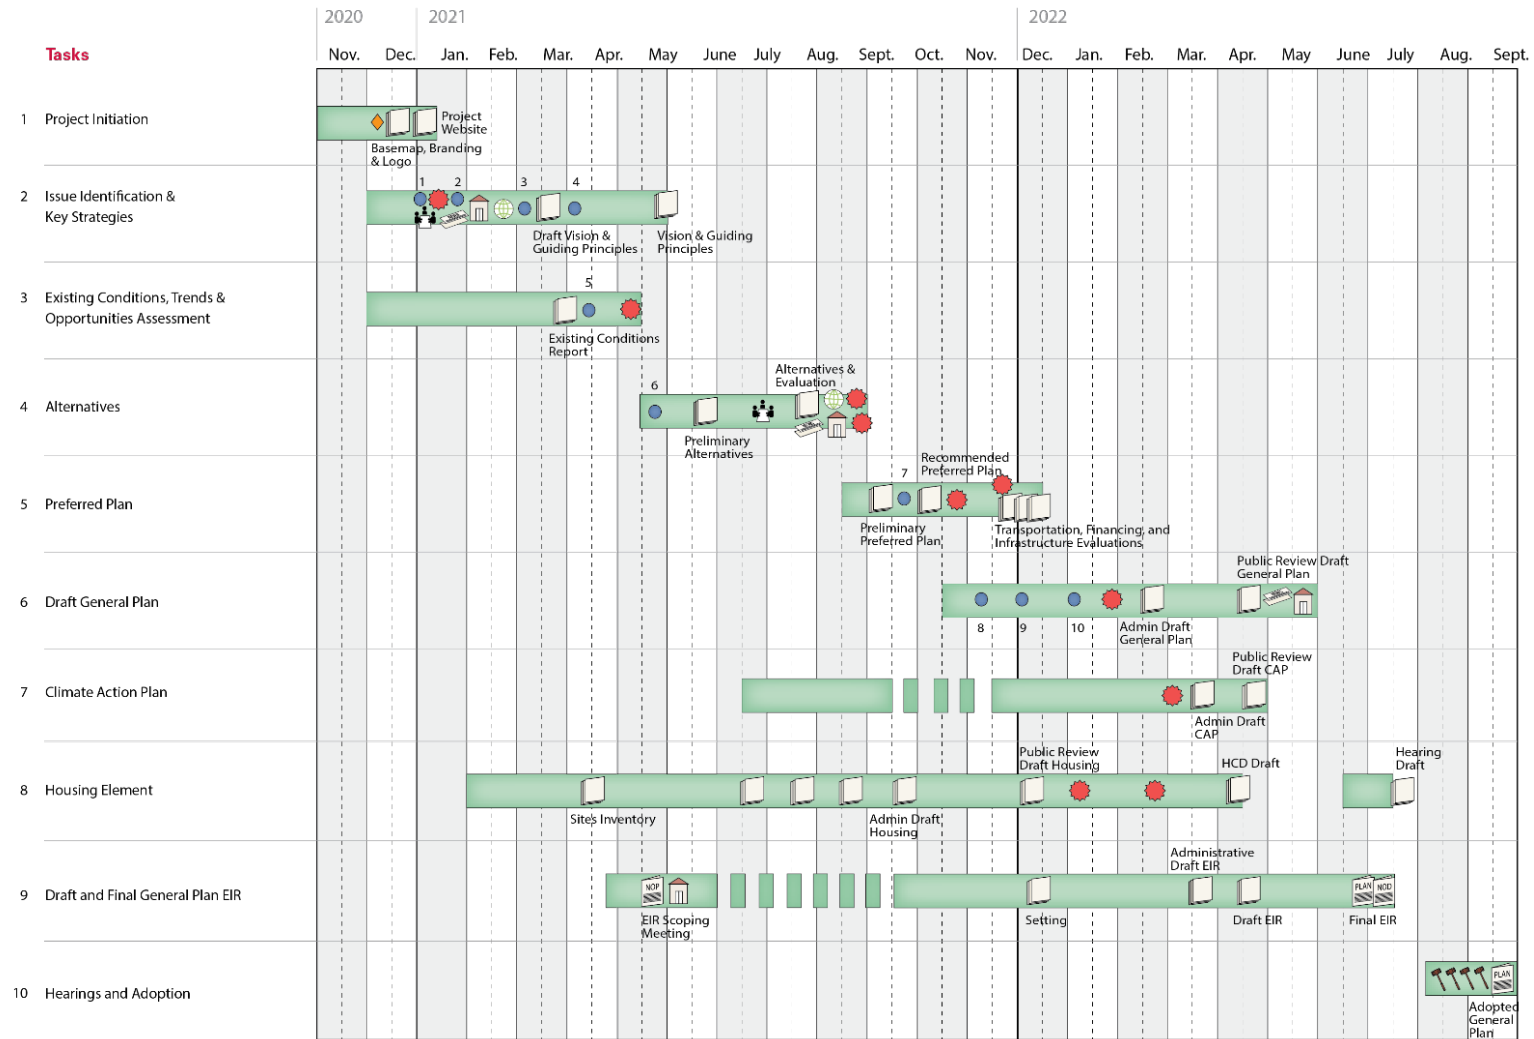 2020 2021 2022
Tasks Nov. Dec. Jan. Feb. Mar. Apr. May June July Aug. Sept. Oct. Nov. Dec. Jan. Feb. Mar. Apr. May June July Aug. Sept.
1 Project Initiation
Project
Website
Basemap, Branding
& Logo
2 Issue Identification &
Key Strategies
1 2 3 4
Draft Vision &
Guiding Principles
Vision & Guiding
Principles
3 Existing Conditions, Trends &
Opportunities Assessment
5
Existing Conditions
Report
4 Alternatives
6
Alternatives &
Evaluation
Preliminary
Alternatives
5 Preferred Plan
7
Recommended
Preferred Plan
Preliminary
Preferred Plan
Transportation, Financing, and
Infrastructure Evaluations
6 Draft General Plan
Public Review Draft
General Plan
8 9 10
Admin Draft
General Plan
7 Climate Action Plan
Public Review
Draft CAP
Admin Draft
CAP
8 Housing Element
Public Review
Draft Housing
HCD Draft
Hearing
Draft
Sites Inventory
Admin Draft
Housing
9 Draft and Final General Plan EIR
Administrative
Draft EIR
NOP
PLAN NOD
EIR Scoping
Meeting
Setting
Draft EIR
Final EIR
10 Hearings and Adoption
PLAN
Adopted
General
Plan